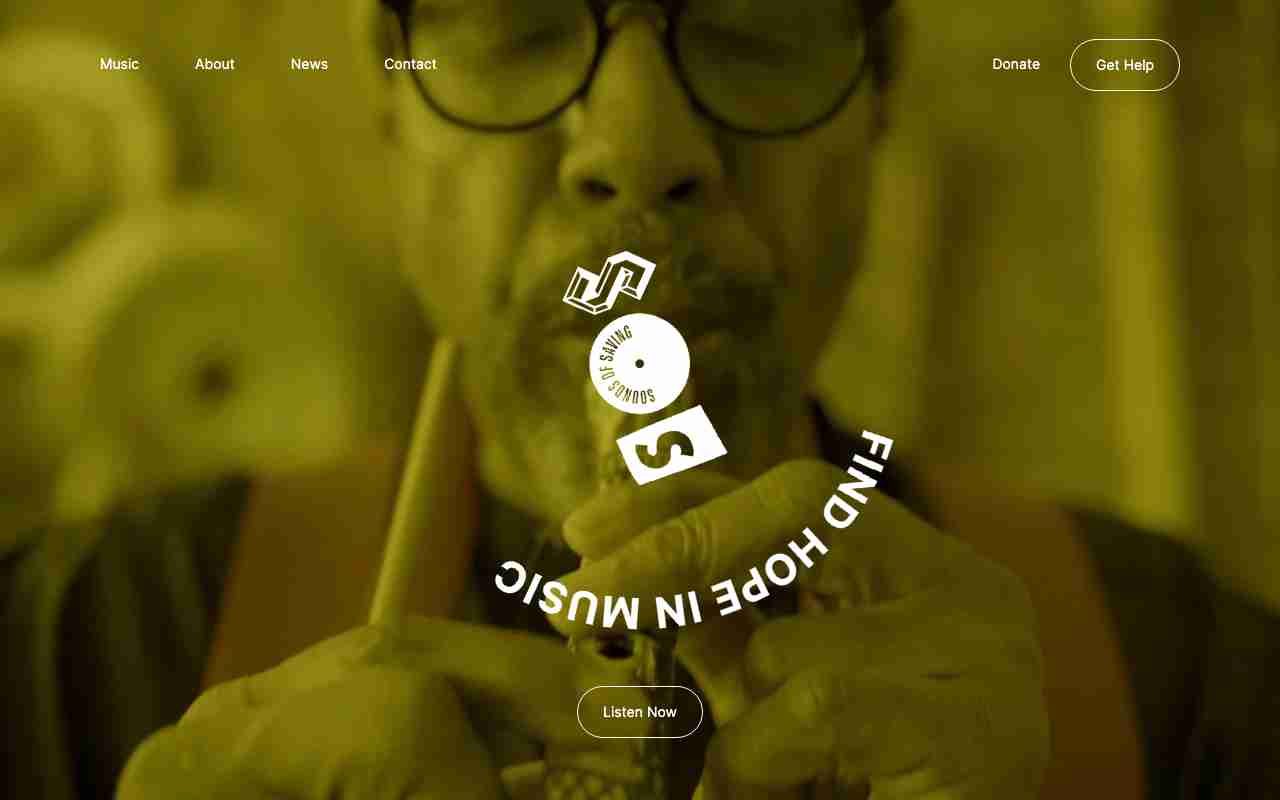 Music
About
News
Contact
Donate
Get Help
S
SOUNDS OF SAVING
S
FIND HOPE IN MUSIC
Listen Now